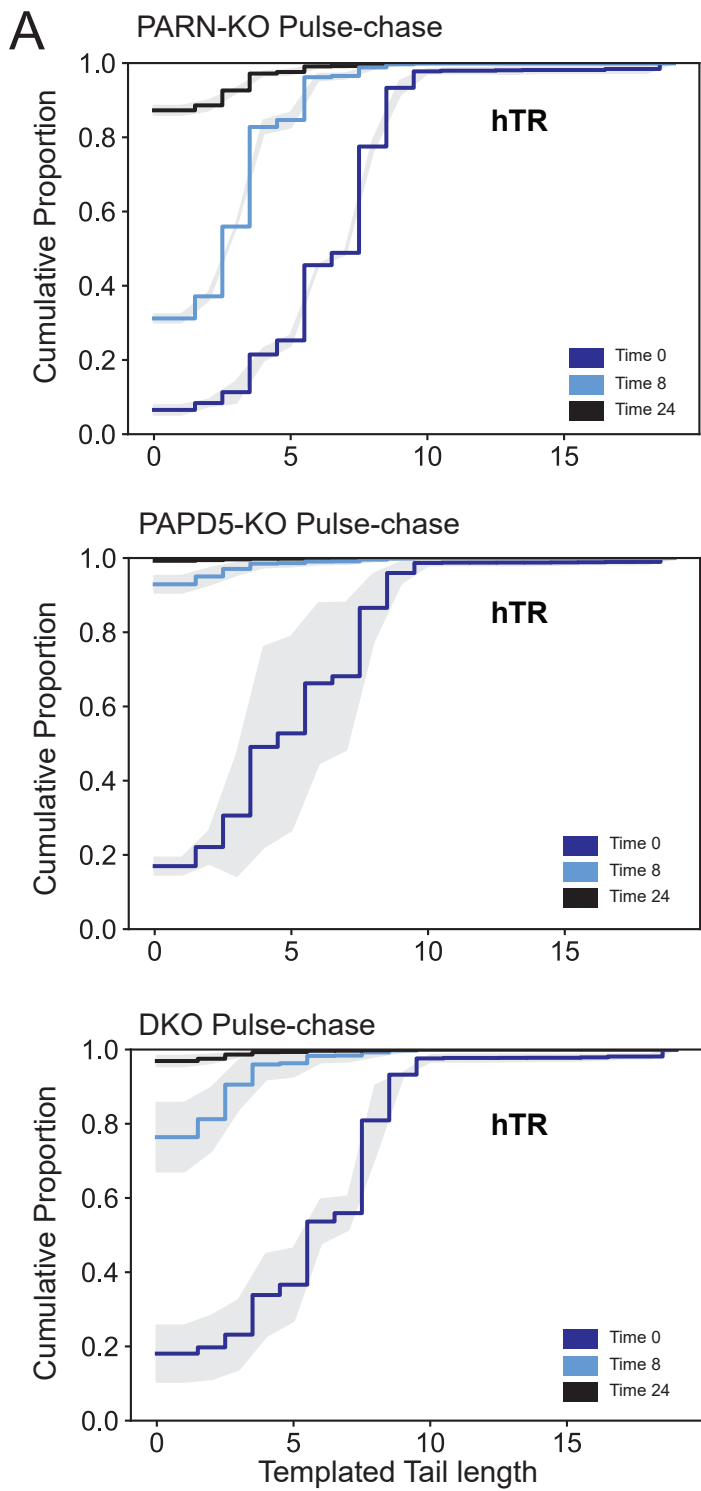 A
PARN-KO Pulse-chase
1.0
0.8
0.6
0.4
0.2
0.0
Cumulative Proportion
hTR
Time 0
Time 8
Time 24
0 5 10 15
PAPD5-KO Pulse-chase
1.0
0.8
0.6
0.4
0.2
0.0
Cumulative Proportion
hTR
Time 0
Time 8
Time 24
0 5 10 15
DKO Pulse-chase
1.0
0.8
0.6
0.4
0.2
0.0
Cumulative Proportion
hTR
Time 0
Time 8
Time 24
0 5 10 15
Templated Tail length